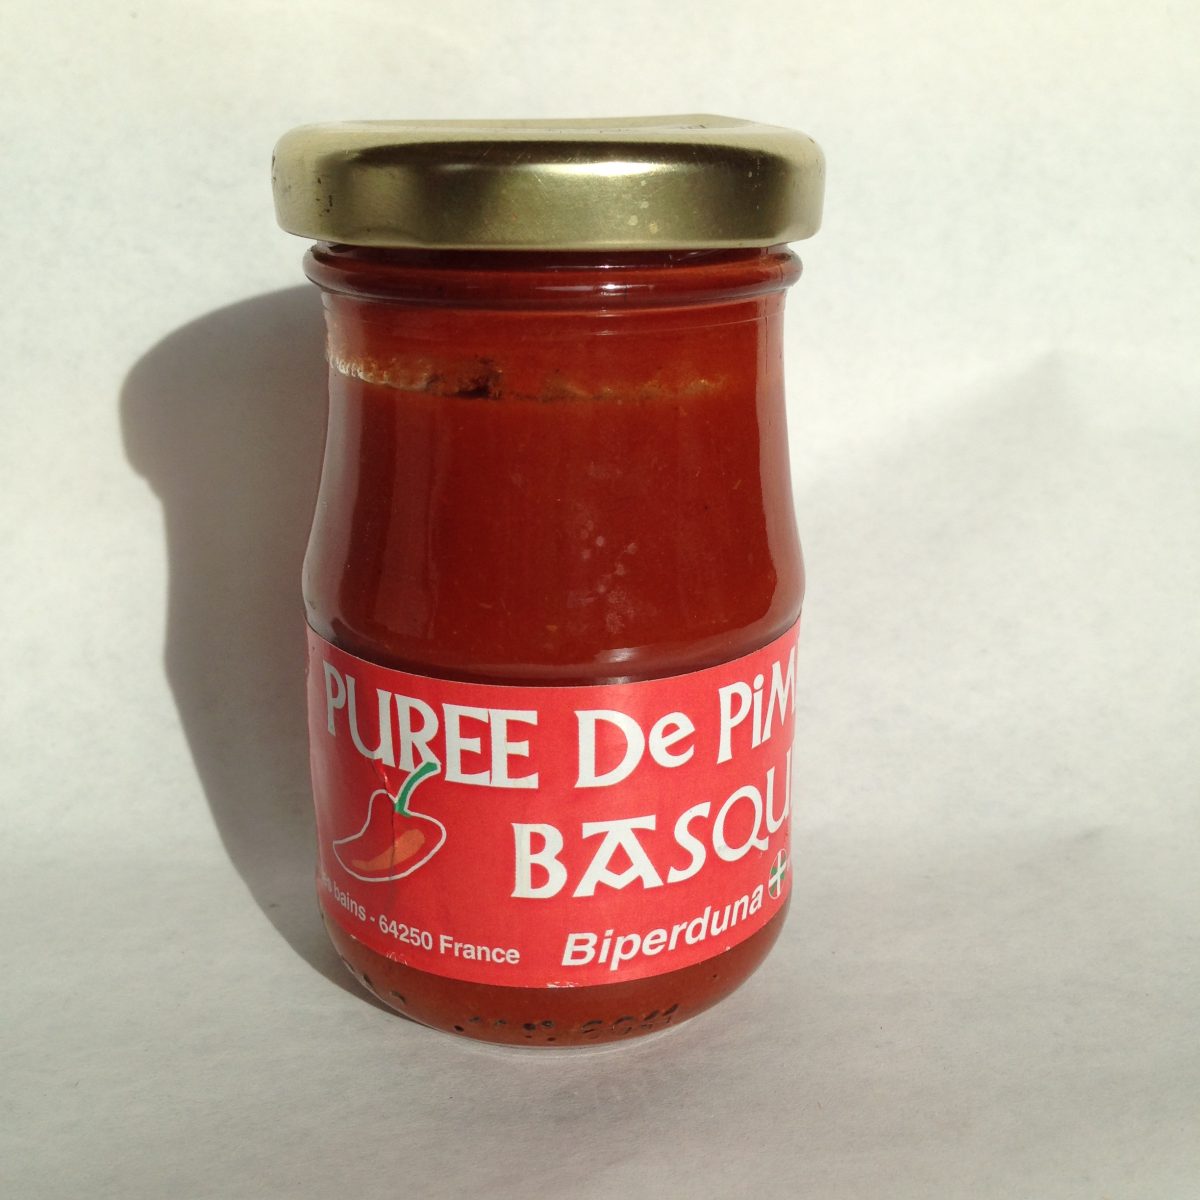 PUREE De PiM
BASQU
bains - 64250 France
Biperduna